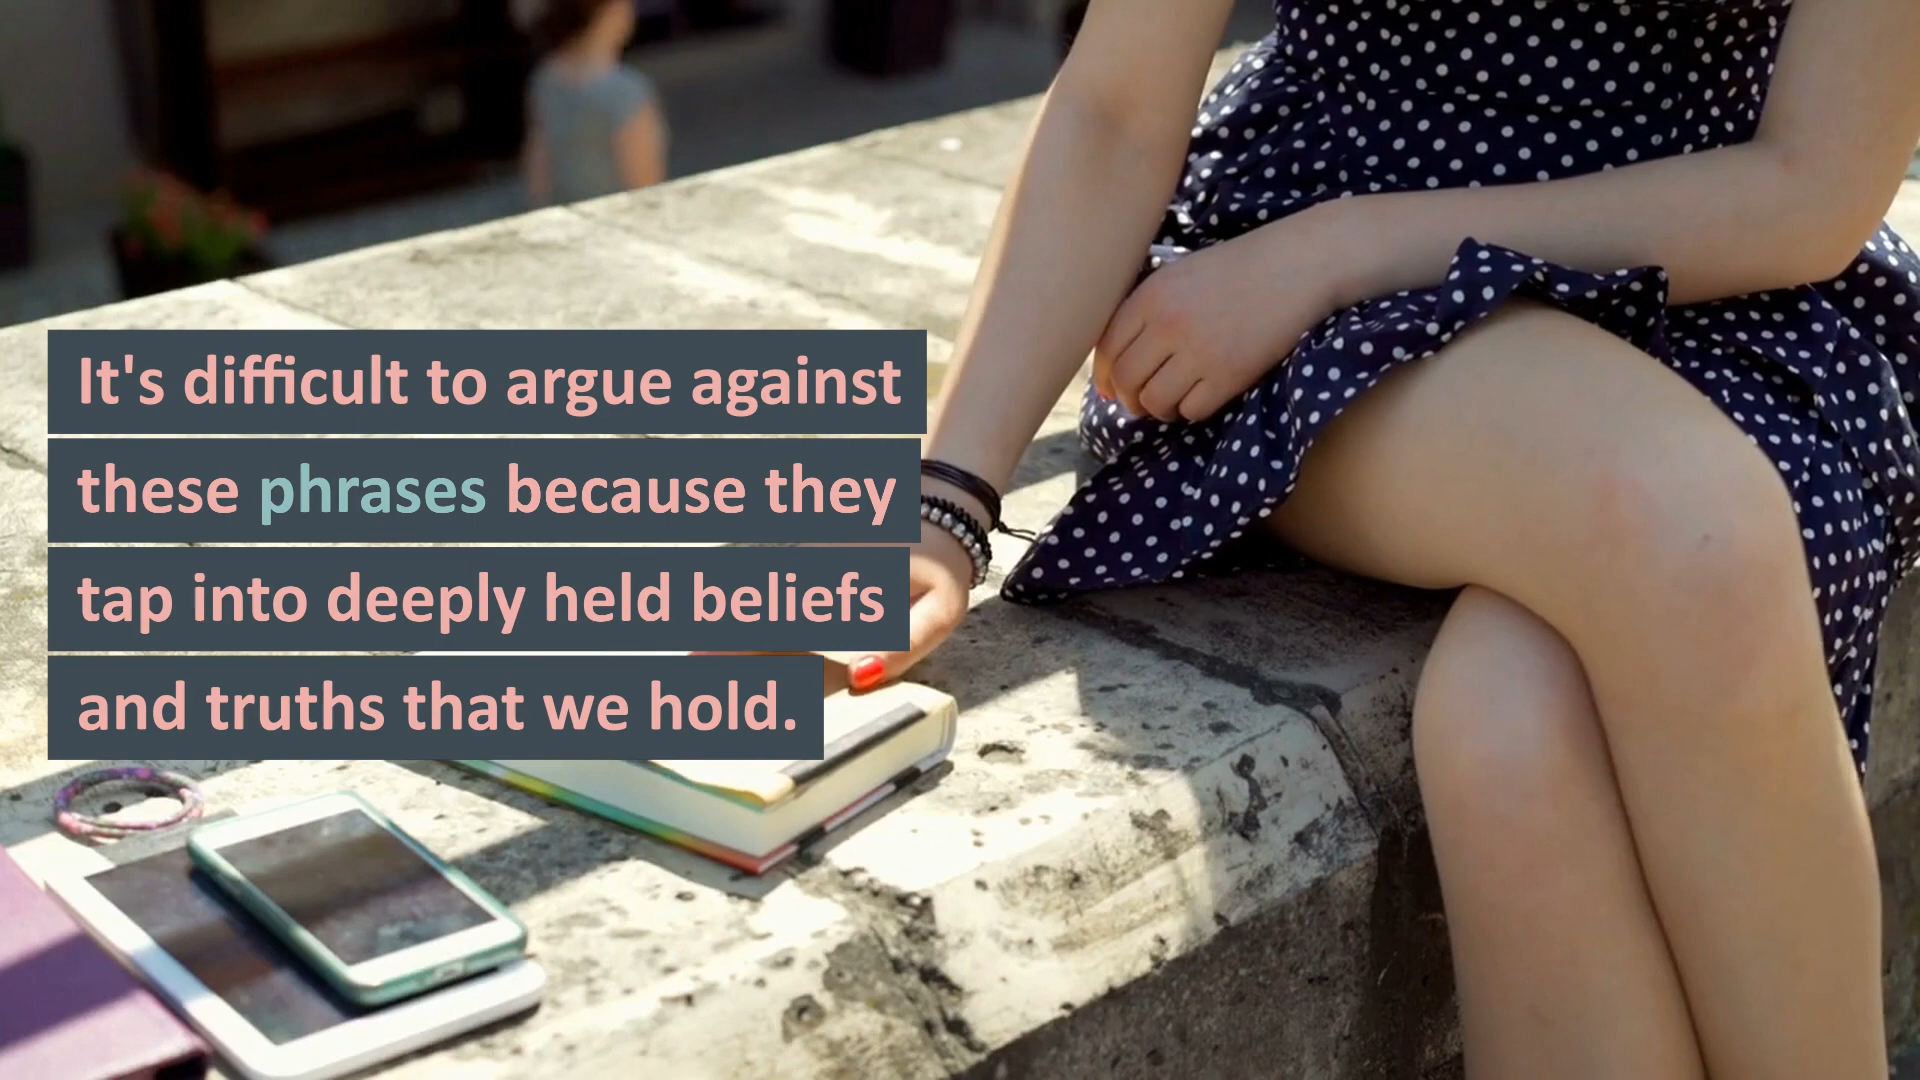 It's difficult to argue against
these phrases because they
tap into deeply held beliefs
and truths that we hold.